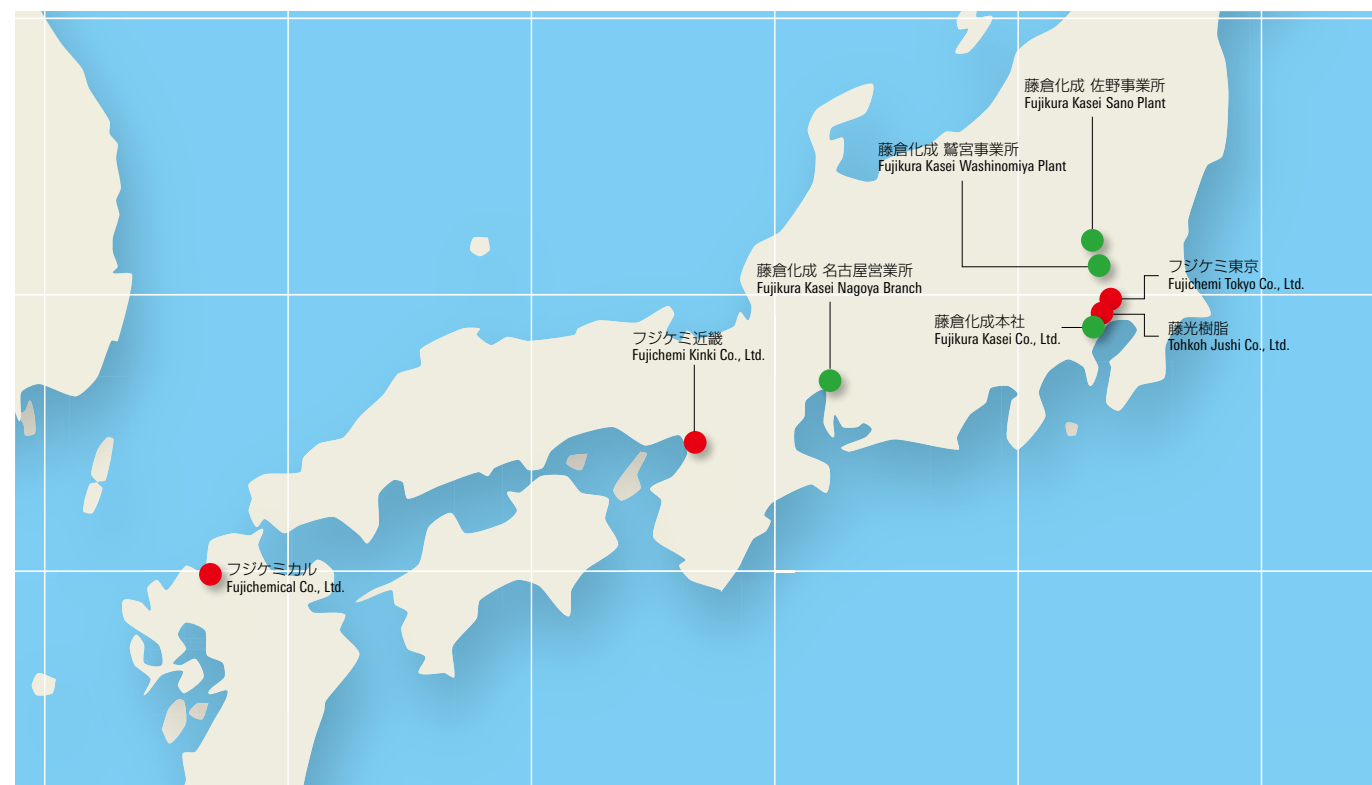 藤倉化成 佐野事業所
Fujikura Kasei Sano Plant
藤倉化成 鷲宮事業所
Fujikura Kasei Washinomiya Plant
藤倉化成 名古屋営業所
Fujikura Kasei Nagoya Branch
フジケミ東京
Fujichemi Tokyo Co., Ltd.
藤倉化成本社
Fujikura Kasei Co., Ltd.
藤光樹脂
Tohkoh Jushi Co., Ltd.
フジケミ近畿
Fujichemi Kinki Co., Ltd.
フジケミカル
Fujichemical Co., Ltd.